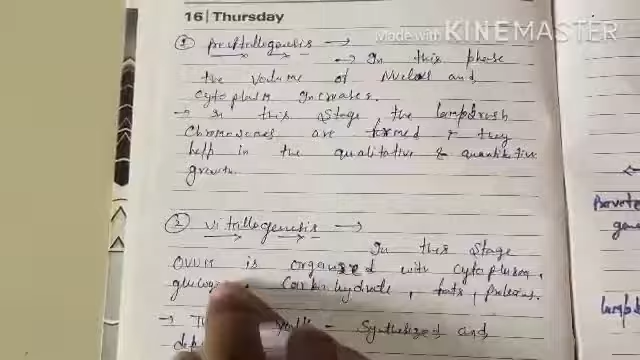 16 | Thursday
Made with KINEMASTER
① Previtellogenesis →
→ In this phase
the volume of Nucleus and
cytoplasm Increases.
→ In this stage the lampbrush
chromosomes are formed & they
help in the qualitative & quantitive
growth.
② vitellogenesis →
In this stage
OVUM is organised with cytoplasm,
Carbohydrate, fats, proteins.
→ synthesized and